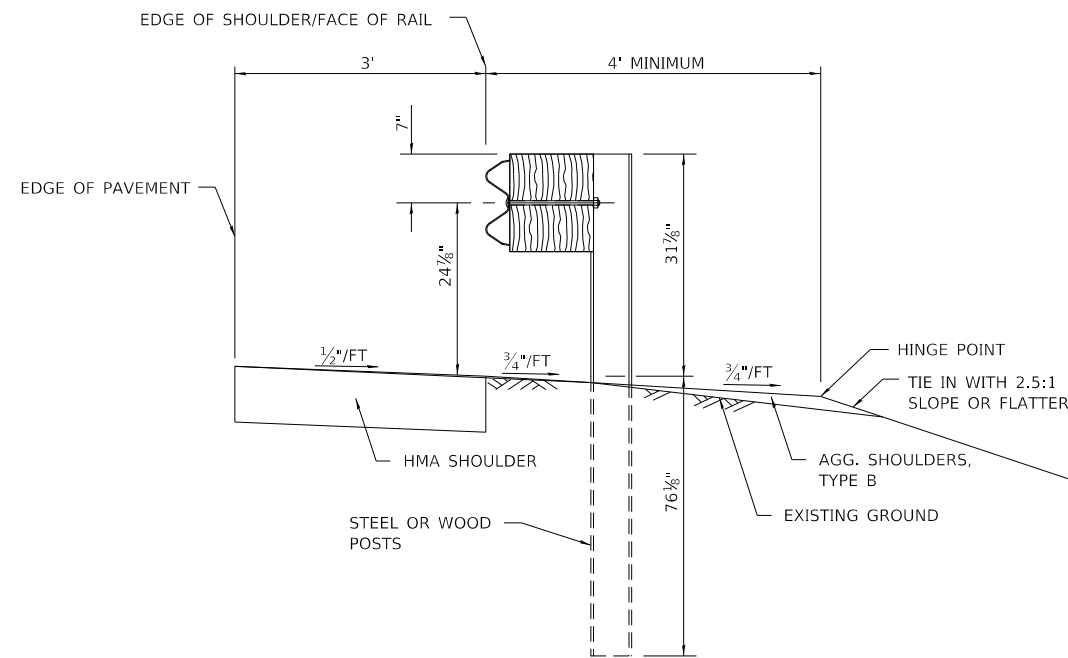 EDGE OF SHOULDER/FACE OF RAIL
3'
4' MINIMUM
7"
EDGE OF PAVEMENT
24⅞"
31⅞"
½"/FT
¾"/FT
¾"/FT
HINGE POINT
TIE IN WITH 2.5:1
SLOPE OR FLATTER
HMA SHOULDER
AGG. SHOULDERS,
TYPE B
76⅛"
EXISTING GROUND
STEEL OR WOOD
POSTS